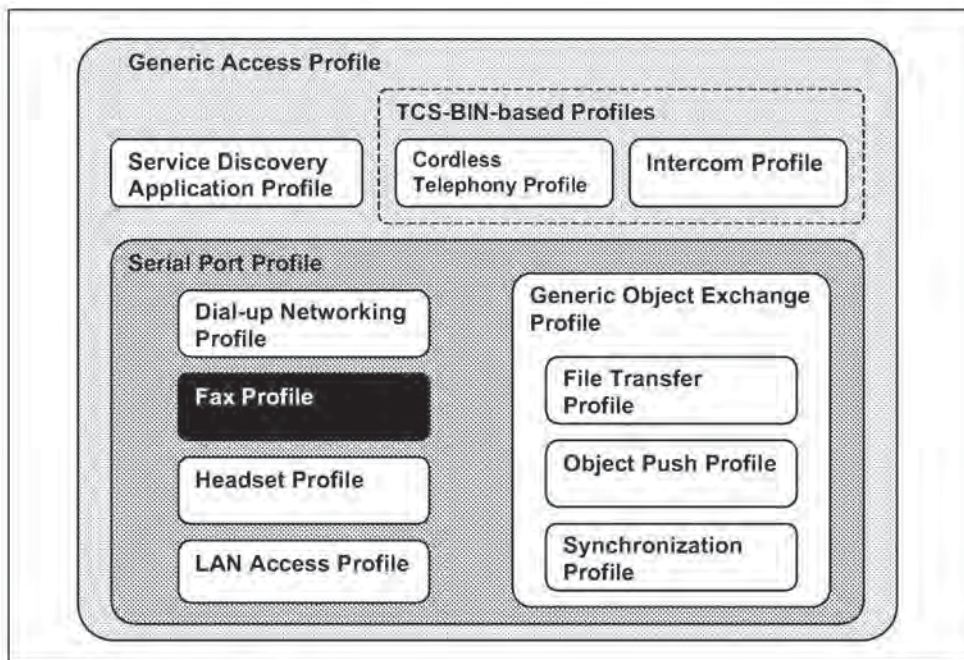 Generic Access Profile
TCS-BIN-based Profiles
Service Discovery
Application Profile
Cordless
Telephony Profile
Intercom Profile
Serial Port Profile
Dial-up Networking
Profile
Fax Profile
Headset Profile
LAN Access Profile
Generic Object Exchange
Profile
File Transfer
Profile
Object Push Profile
Synchronization
Profile